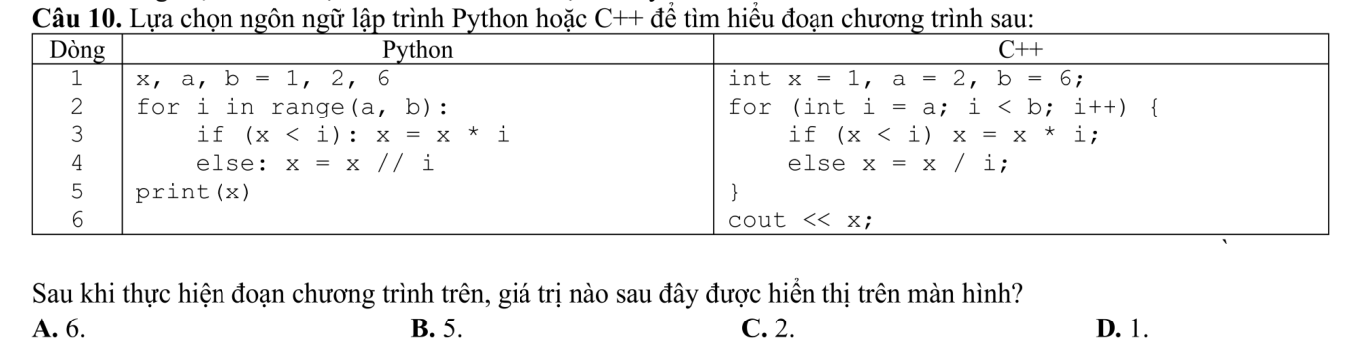 Câu 10. Lựa chọn ngôn ngữ lập trình Python hoặc C++ để tìm hiểu đoạn chương trình sau:
Dòng Python C++
1 x, a, b = 1, 2, 6 int x = 1, a = 2, b = 6;
2 for i in range(a, b): for (int i = a; i < b; i++) {
3 if (x < i): x = x * i if (x < i) x = x * i;
4 else: x = x // i else x = x / i;
5 print(x) }
6 cout << x;
Sau khi thực hiện đoạn chương trình trên, giá trị nào sau đây được hiển thị trên màn hình?
A. 6. B. 5. C. 2. D. 1.